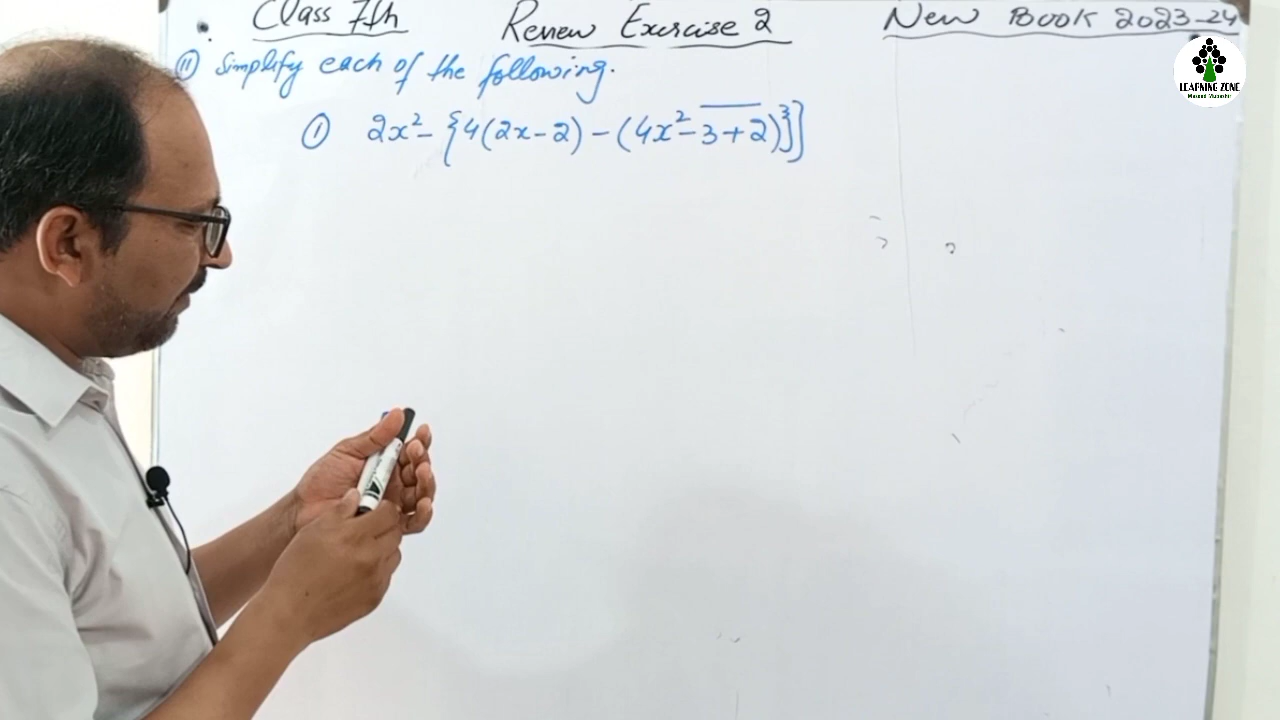 Class 7th Review Exercise 2 New Book 2023-24
(II) Simplify each of the following.
(1) 2x² - {4(2x-2) - (4x² - 3̅ ̅+̅ ̅2̅)}]
LEARNING ZONE